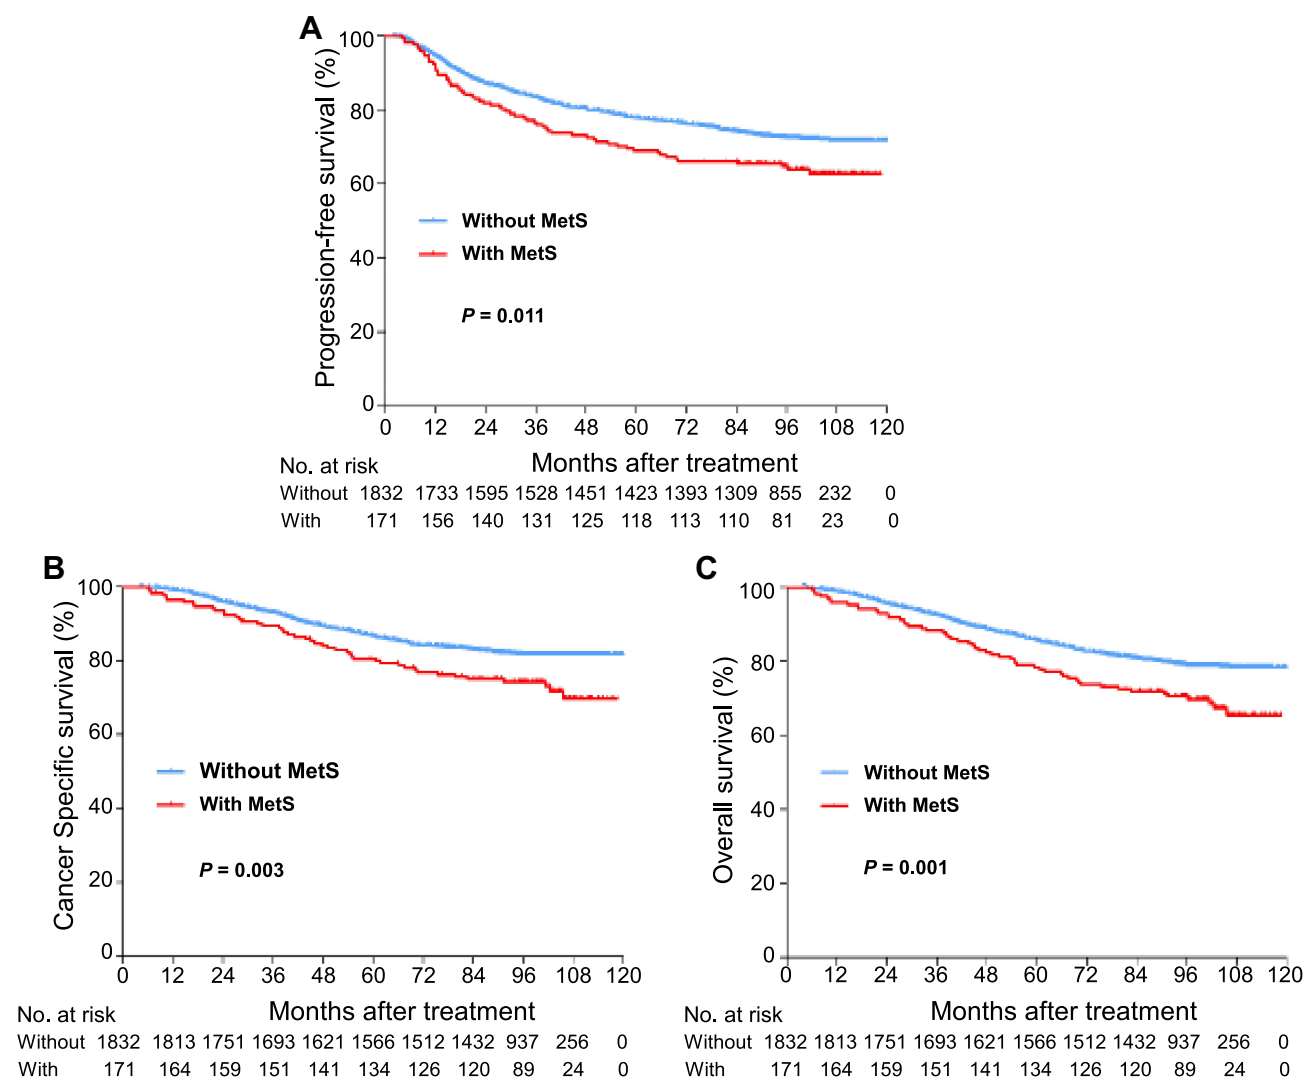 A
Progression-free survival (%)
100
80
60
40
20
0
Without MetS
With MetS
P = 0.011
0 12 24 36 48 60 72 84 96 108 120
Months after treatment
No. at risk
Without 1832 1733 1595 1528 1451 1423 1393 1309 855 232 0
With 171 156 140 131 125 118 113 110 81 23 0
B
Cancer Specific survival (%)
100
80
60
40
20
0
Without MetS
With MetS
P = 0.003
0 12 24 36 48 60 72 84 96 108 120
Months after treatment
No. at risk
Without 1832 1813 1751 1693 1621 1566 1512 1432 937 256 0
With 171 164 159 151 141 134 126 120 89 24 0
C
Overall survival (%)
100
80
60
40
20
0
Without MetS
With MetS
P = 0.001
0 12 24 36 48 60 72 84 96 108 120
Months after treatment
No. at risk
Without 1832 1813 1751 1693 1621 1566 1512 1432 937 256 0
With 171 164 159 151 141 134 126 120 89 24 0